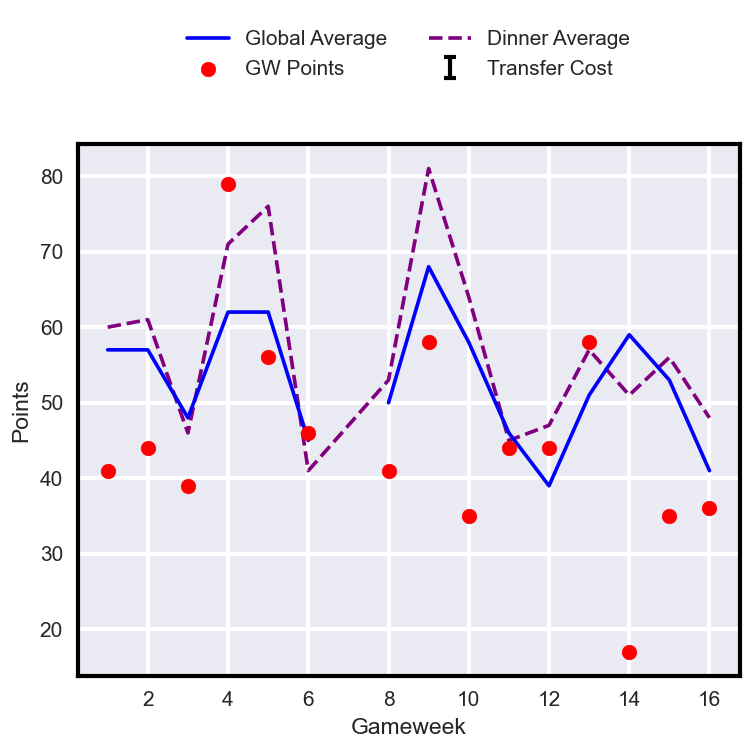 Global Average
Dinner Average
GW Points
Transfer Cost
80
70
60
50
40
30
20
Points
2 4 6 8 10 12 14 16
Gameweek